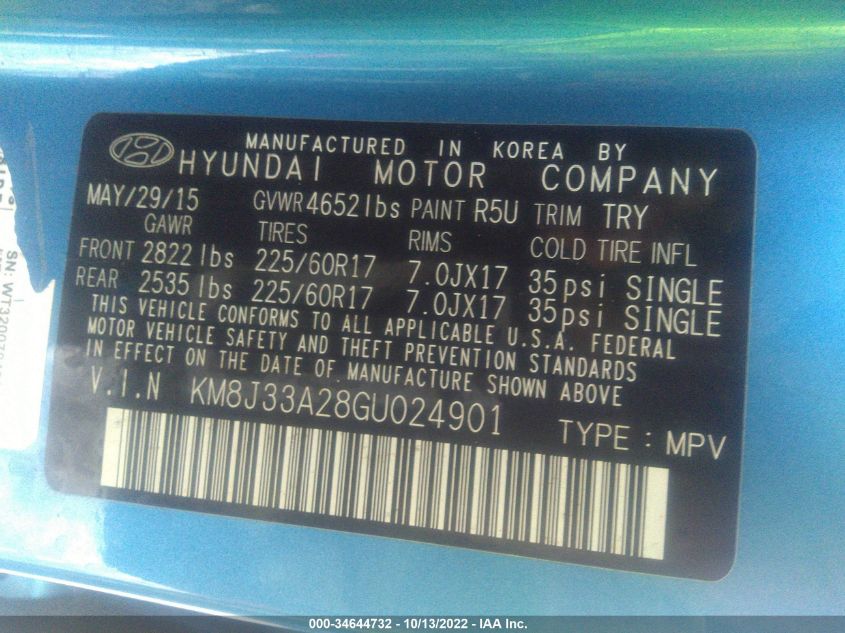 MANUFACTURED IN KOREA BY
HYUNDAI MOTOR COMPANY
MAY/29/15 GVWR 4652 lbs PAINT R5U TRIM TRY
GAWR TIRES RIMS COLD TIRE INFL
FRONT 2822 lbs 225/60R17 7.0JX17 35psi SINGLE
REAR 2535 lbs 225/60R17 7.0JX17 35psi SINGLE
THIS VEHICLE CONFORMS TO ALL APPLICABLE U.S.A. FEDERAL
MOTOR VEHICLE SAFETY AND THEFT PREVENTION STANDARDS
IN EFFECT ON THE DATE OF MANUFACTURE SHOWN ABOVE
V.I.N KM8J33A28GU024901 TYPE : MPV
000-34644732 - 10/13/2022 - IAA Inc.